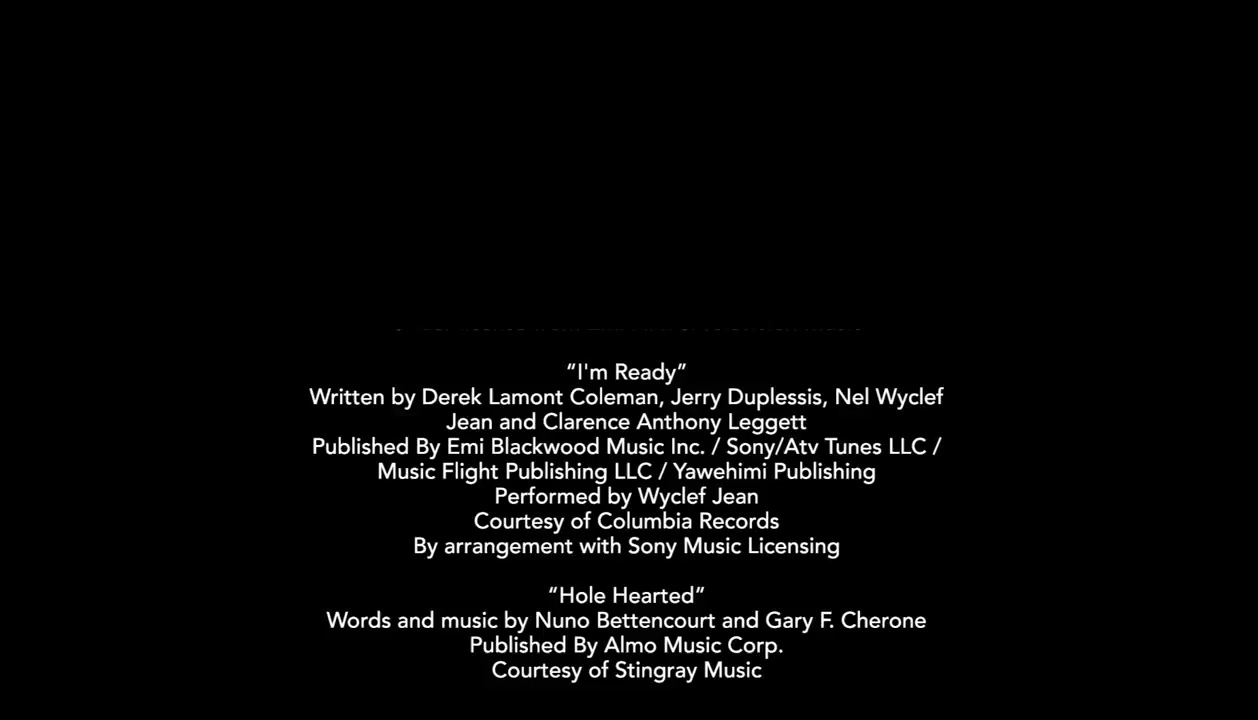 “I'm Ready”
Written by Derek Lamont Coleman, Jerry Duplessis, Nel Wyclef
Jean and Clarence Anthony Leggett
Published By Emi Blackwood Music Inc. / Sony/Atv Tunes LLC /
Music Flight Publishing LLC / Yawehimi Publishing
Performed by Wyclef Jean
Courtesy of Columbia Records
By arrangement with Sony Music Licensing
“Hole Hearted”
Words and music by Nuno Bettencourt and Gary F. Cherone
Published By Almo Music Corp.
Courtesy of Stingray Music